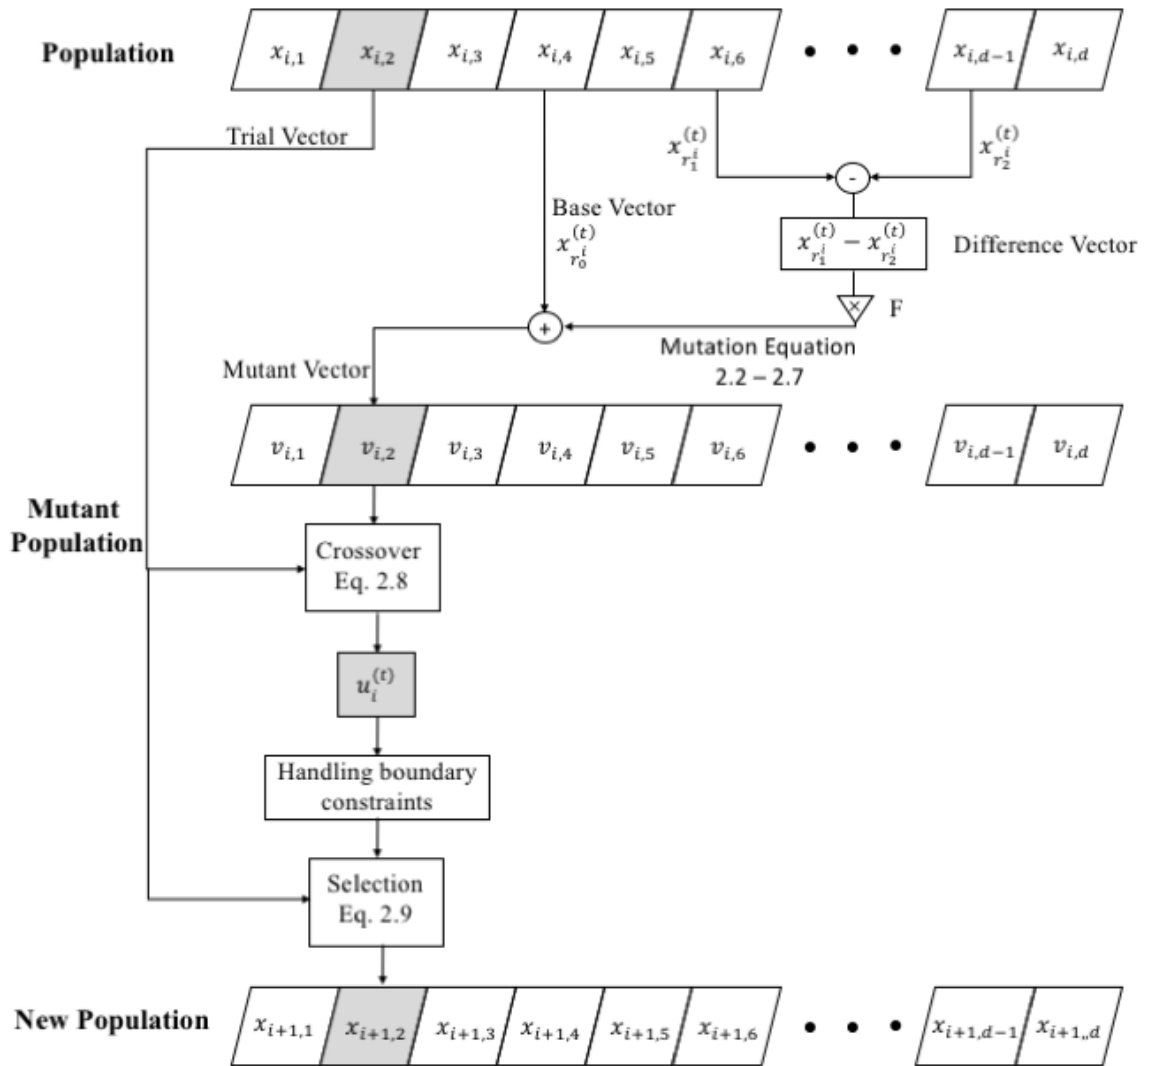 Population
x_{i,1} x_{i,2} x_{i,3} x_{i,4} x_{i,5} x_{i,6} • • • x_{i,d−1} x_{i,d}
Trial Vector
x_{r_1^i}^{(t)}
x_{r_2^i}^{(t)}
-
Base Vector
x_{r_0^i}^{(t)}
x_{r_1^i}^{(t)} − x_{r_2^i}^{(t)}
Difference Vector
× F
+
Mutation Equation
2.2 – 2.7
Mutant Vector
v_{i,1} v_{i,2} v_{i,3} v_{i,4} v_{i,5} v_{i,6} • • • v_{i,d−1} v_{i,d}
Mutant
Population
Crossover
Eq. 2.8
u_i^{(t)}
Handling boundary
constraints
Selection
Eq. 2.9
New Population
x_{i+1,1} x_{i+1,2} x_{i+1,3} x_{i+1,4} x_{i+1,5} x_{i+1,6} • • • x_{i+1,d−1} x_{i+1,,d}